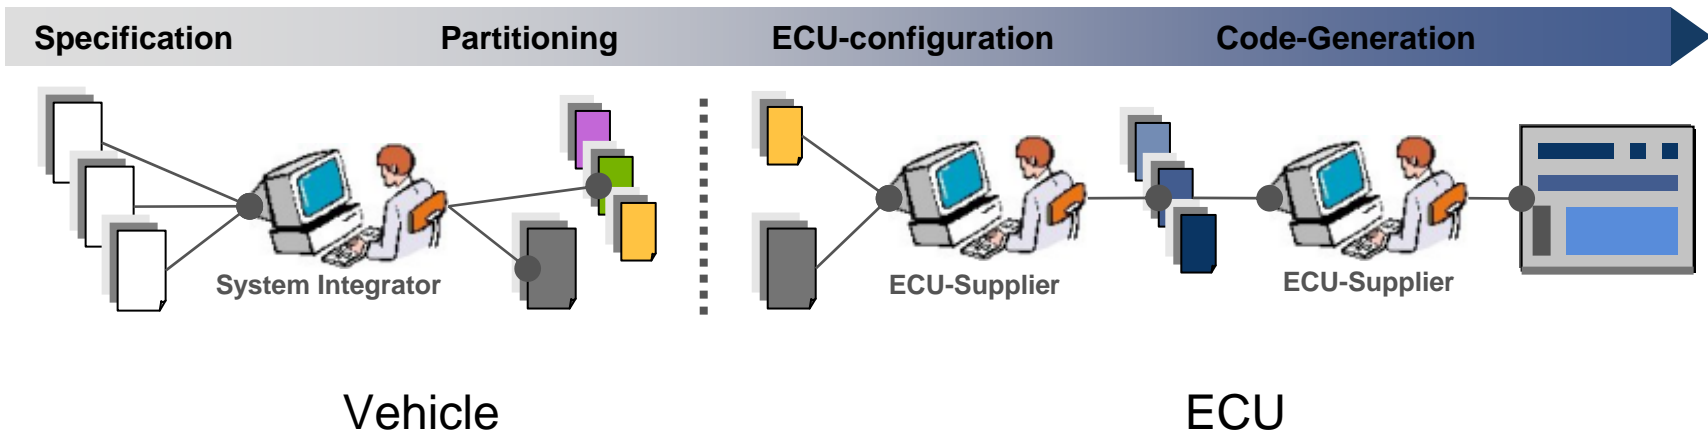 Specification
Partitioning
ECU-configuration
Code-Generation
System Integrator
ECU-Supplier
ECU-Supplier
Vehicle
ECU